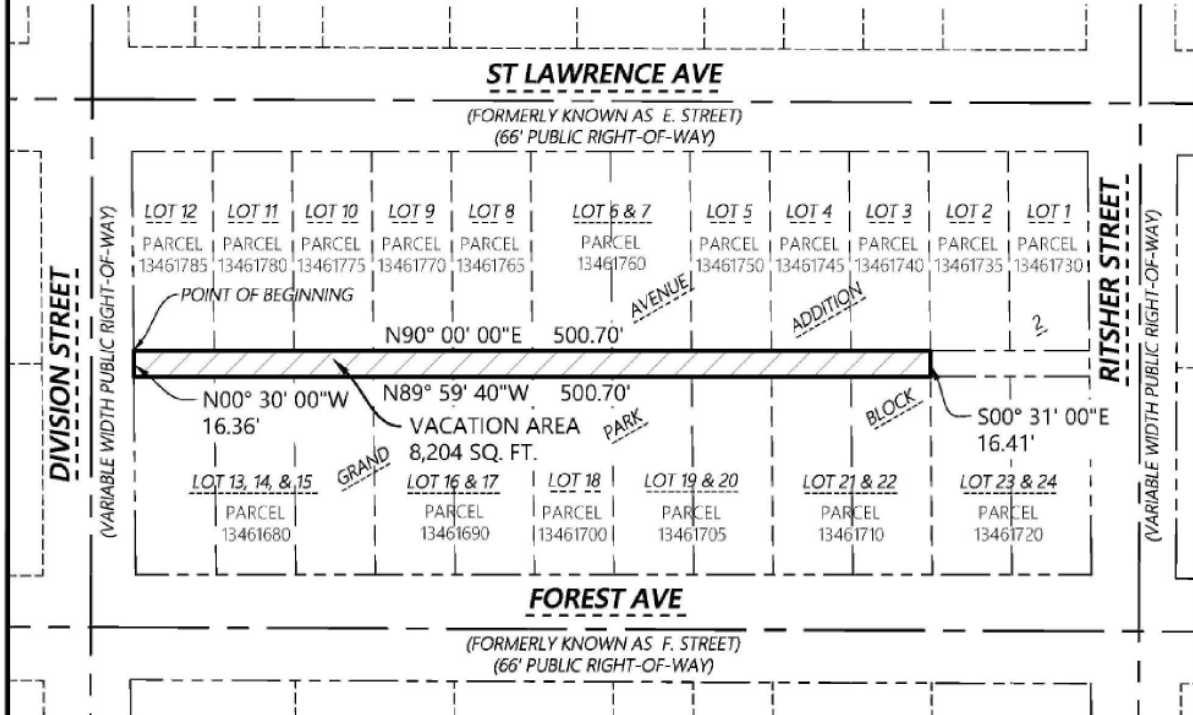 ST LAWRENCE AVE
(FORMERLY KNOWN AS E. STREET)
(66' PUBLIC RIGHT-OF-WAY)
DIVISION STREET
(VARIABLE WIDTH PUBLIC RIGHT-OF-WAY)
LOT 12
PARCEL
13461785
LOT 11
PARCEL
13461780
LOT 10
PARCEL
13461775
LOT 9
PARCEL
13461770
LOT 8
PARCEL
13461765
LOT 6 & 7
PARCEL
13461760
LOT 5
PARCEL
13461750
LOT 4
PARCEL
13461745
LOT 3
PARCEL
13461740
LOT 2
PARCEL
13461735
LOT 1
PARCEL
13461730
RITSHER STREET
(VARIABLE WIDTH PUBLIC RIGHT-OF-WAY)
POINT OF BEGINNING
N90° 00' 00"E 500.70'
N89° 59' 40"W 500.70'
N00° 30' 00"W
16.36'
VACATION AREA
8,204 SQ. FT.
S00° 31' 00"E
16.41'
GRAND
PARK
AVENUE
ADDITION
BLOCK
2
LOT 13, 14, & 15
PARCEL
13461680
LOT 16 & 17
PARCEL
13461690
LOT 18
PARCEL
13461700
LOT 19 & 20
PARCEL
13461705
LOT 21 & 22
PARCEL
13461710
LOT 23 & 24
PARCEL
13461720
FOREST AVE
(FORMERLY KNOWN AS F. STREET)
(66' PUBLIC RIGHT-OF-WAY)